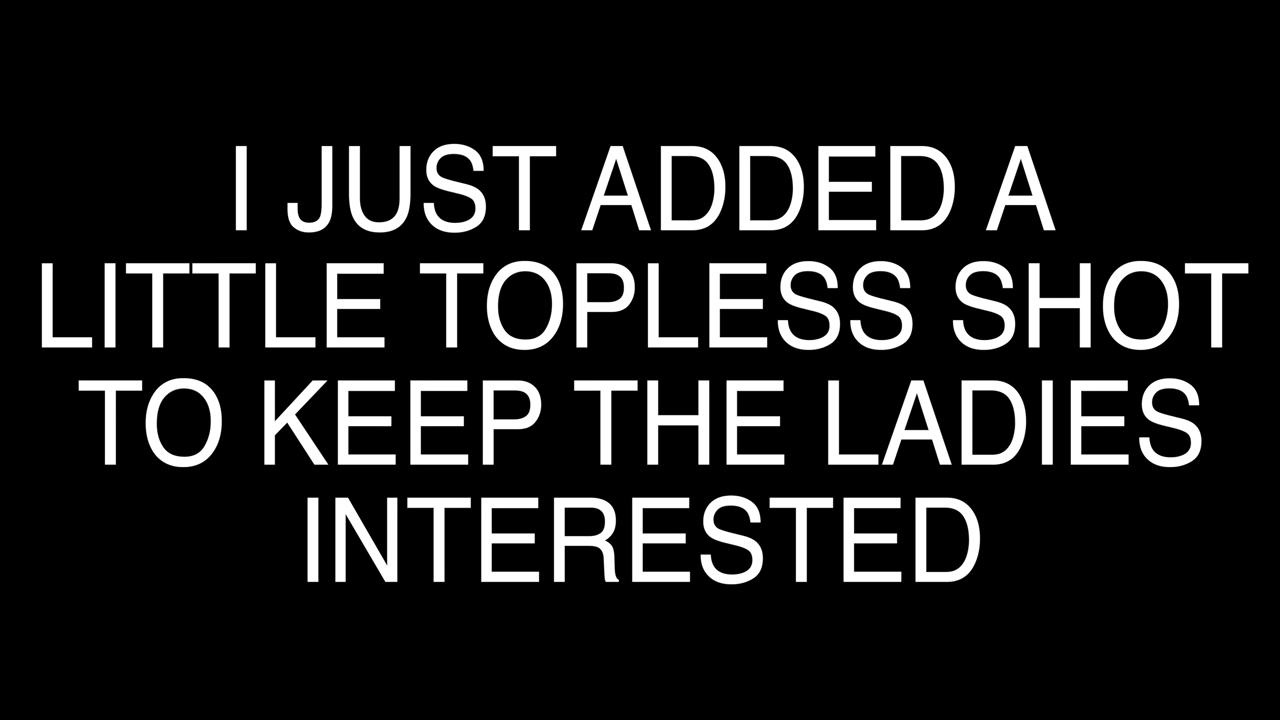 I JUST ADDED A
LITTLE TOPLESS SHOT
TO KEEP THE LADIES
INTERESTED